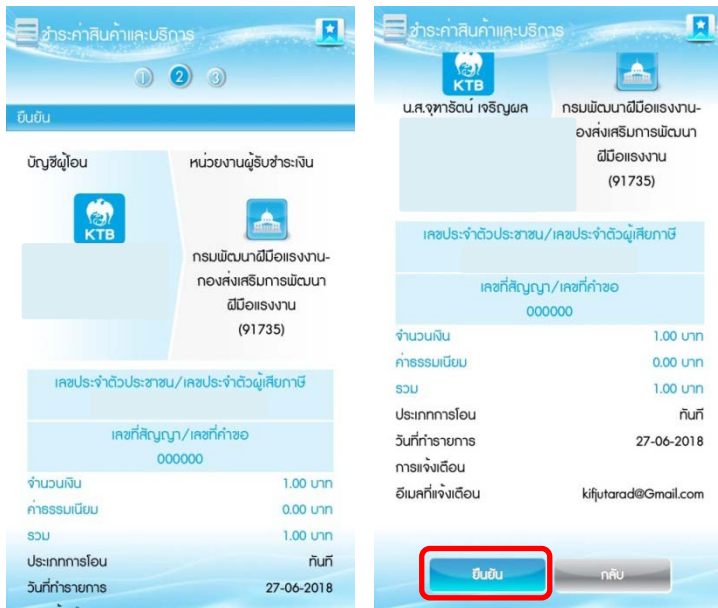 ชำระค่าสินค้าและบริการ
1 2 3
ยืนยัน
บัญชีผู้โอน
หน่วยงานผู้รับชำระเงิน
KTB
กรมพัฒนาฝีมือแรงงาน-
กองส่งเสริมการพัฒนา
ฝีมือแรงงาน
(91735)
เลขประจำตัวประชาชน/เลขประจำตัวผู้เสียภาษี
เลขที่สัญญา/เลขที่คำขอ
000000
จำนวนเงิน 1.00 บาท
ค่าธรรมเนียม 0.00 บาท
รวม 1.00 บาท
ประเภทการโอน ทันที
วันที่ทำรายการ 27-06-2018
ชำระค่าสินค้าและบริการ
KTB
น.ส.จุฑารัตน์ เจริญผล
กรมพัฒนาฝีมือแรงงาน-
องส่งเสริมการพัฒนา
ฝีมือแรงงาน
(91735)
เลขประจำตัวประชาชน/เลขประจำตัวผู้เสียภาษี
เลขที่สัญญา/เลขที่คำขอ
000000
จำนวนเงิน 1.00 บาท
ค่าธรรมเนียม 0.00 บาท
รวม 1.00 บาท
ประเภทการโอน ทันที
วันที่ทำรายการ 27-06-2018
การแจ้งเตือน
อีเมลที่แจ้งเตือน kifjutarad@Gmail.com
ยืนยัน
กลับ